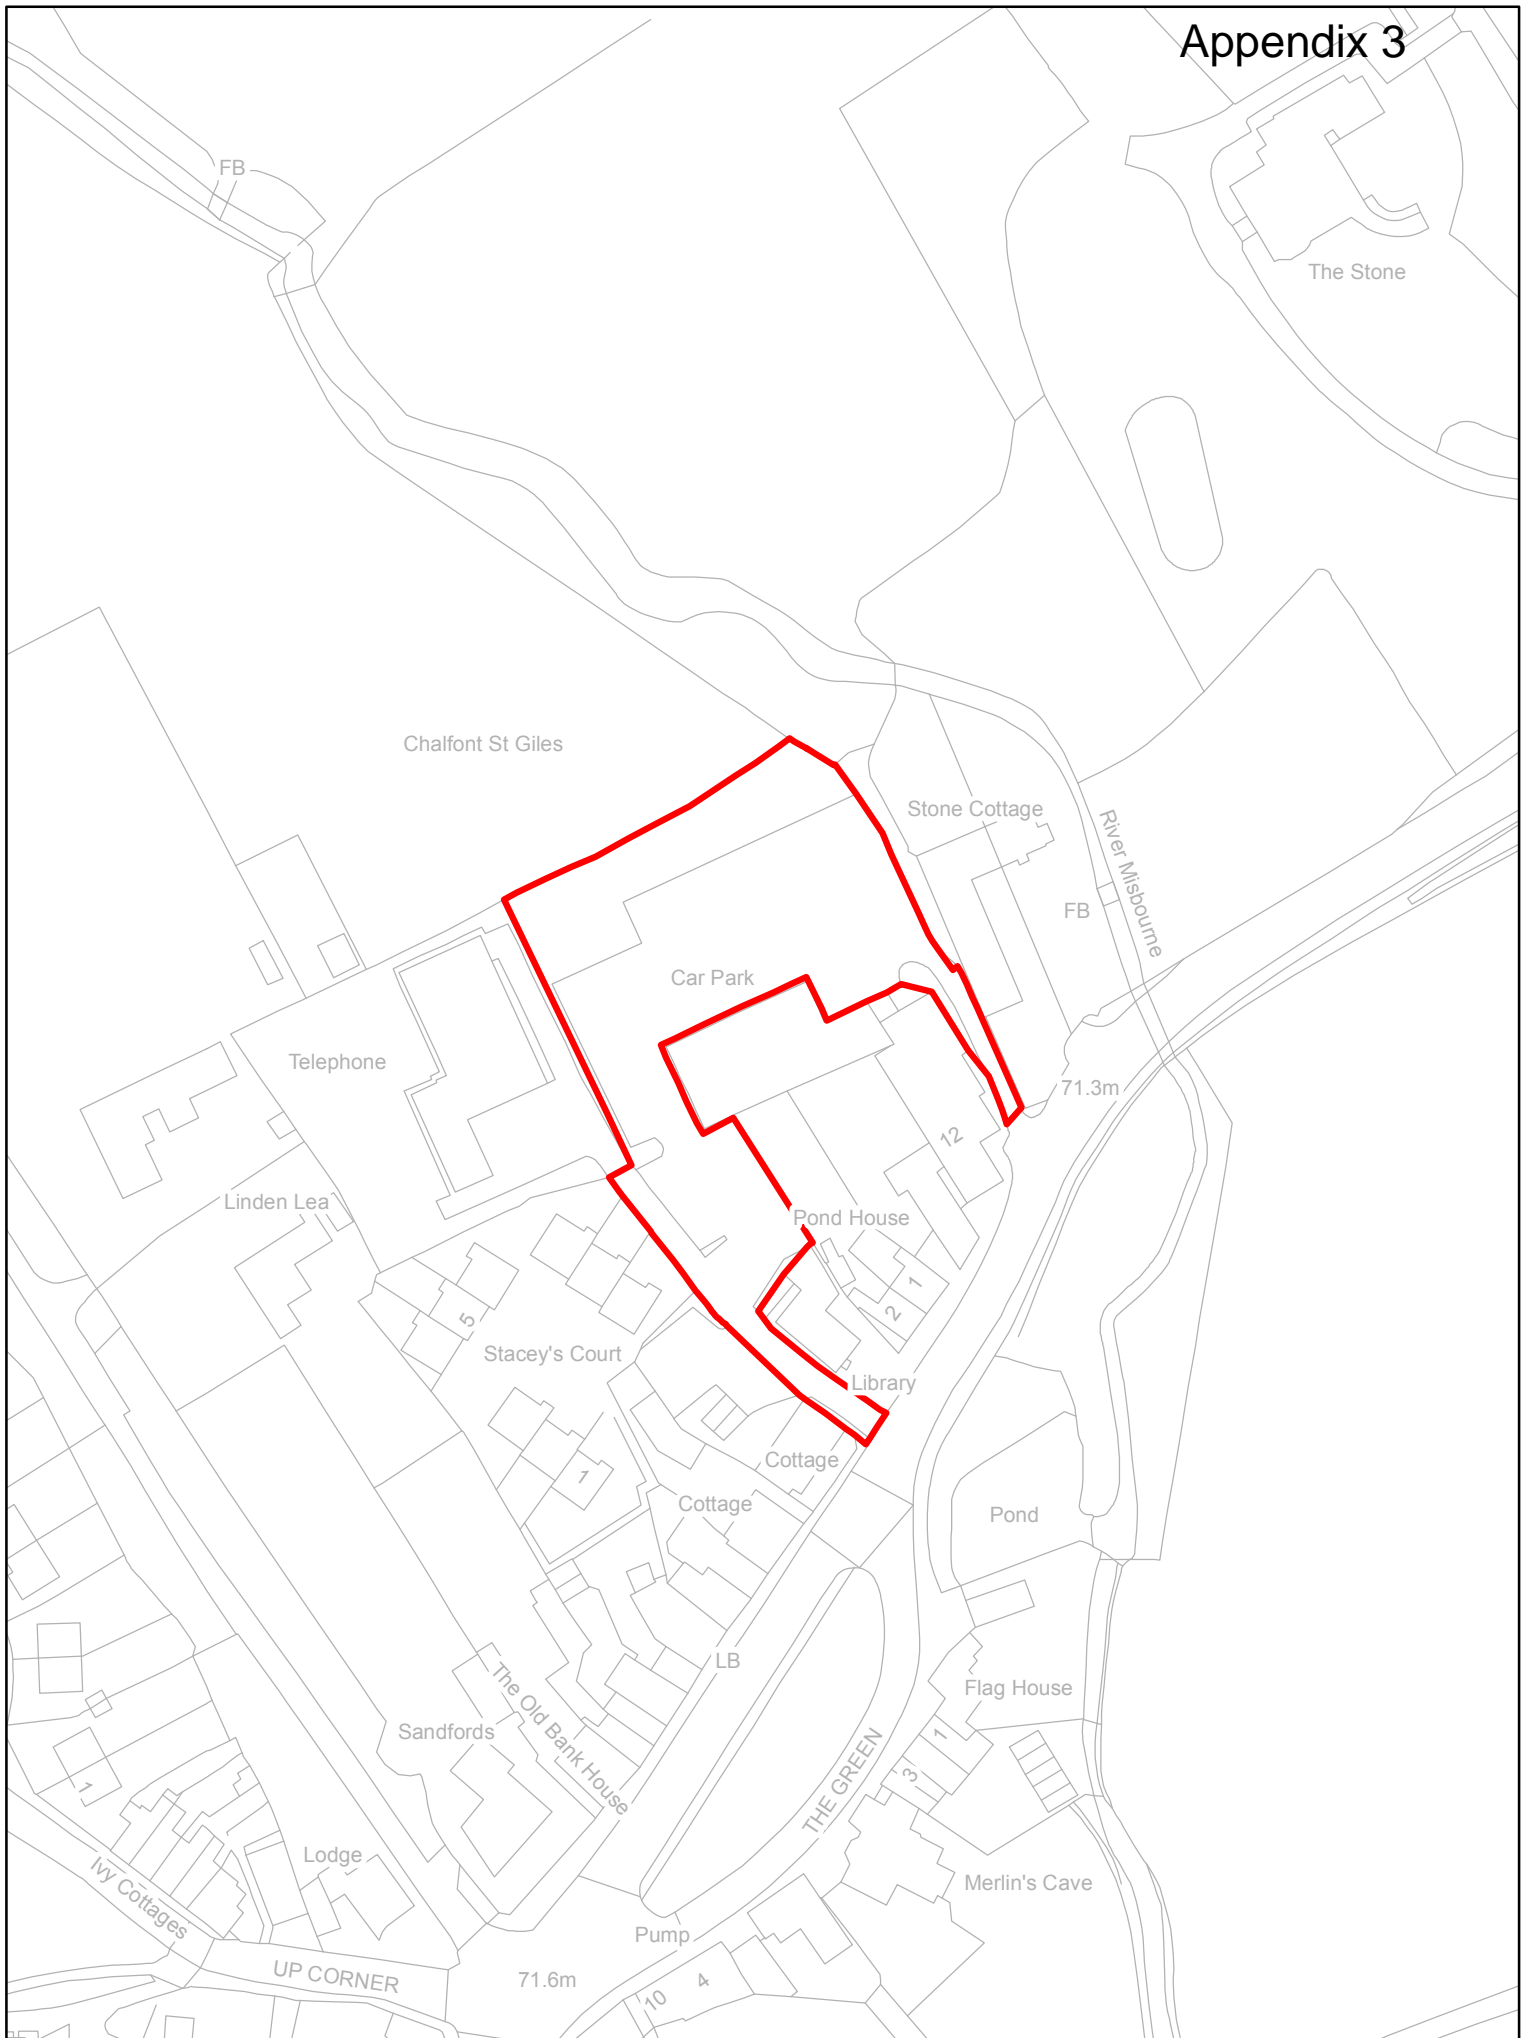 Appendix 3
FB
The Stone
Chalfont St Giles
Stone Cottage
River Misbourne
FB
Car Park
Telephone
71.3m
12
Linden Lea
Pond House
1
2
5
Stacey's Court
Library
Cottage
1
Cottage
Pond
LB
The Old Bank House
Flag House
Sandfords
1
3
THE GREEN
1
Lodge
Ivy Cottages
Merlin's Cave
Pump
UP CORNER
71.6m
4
10